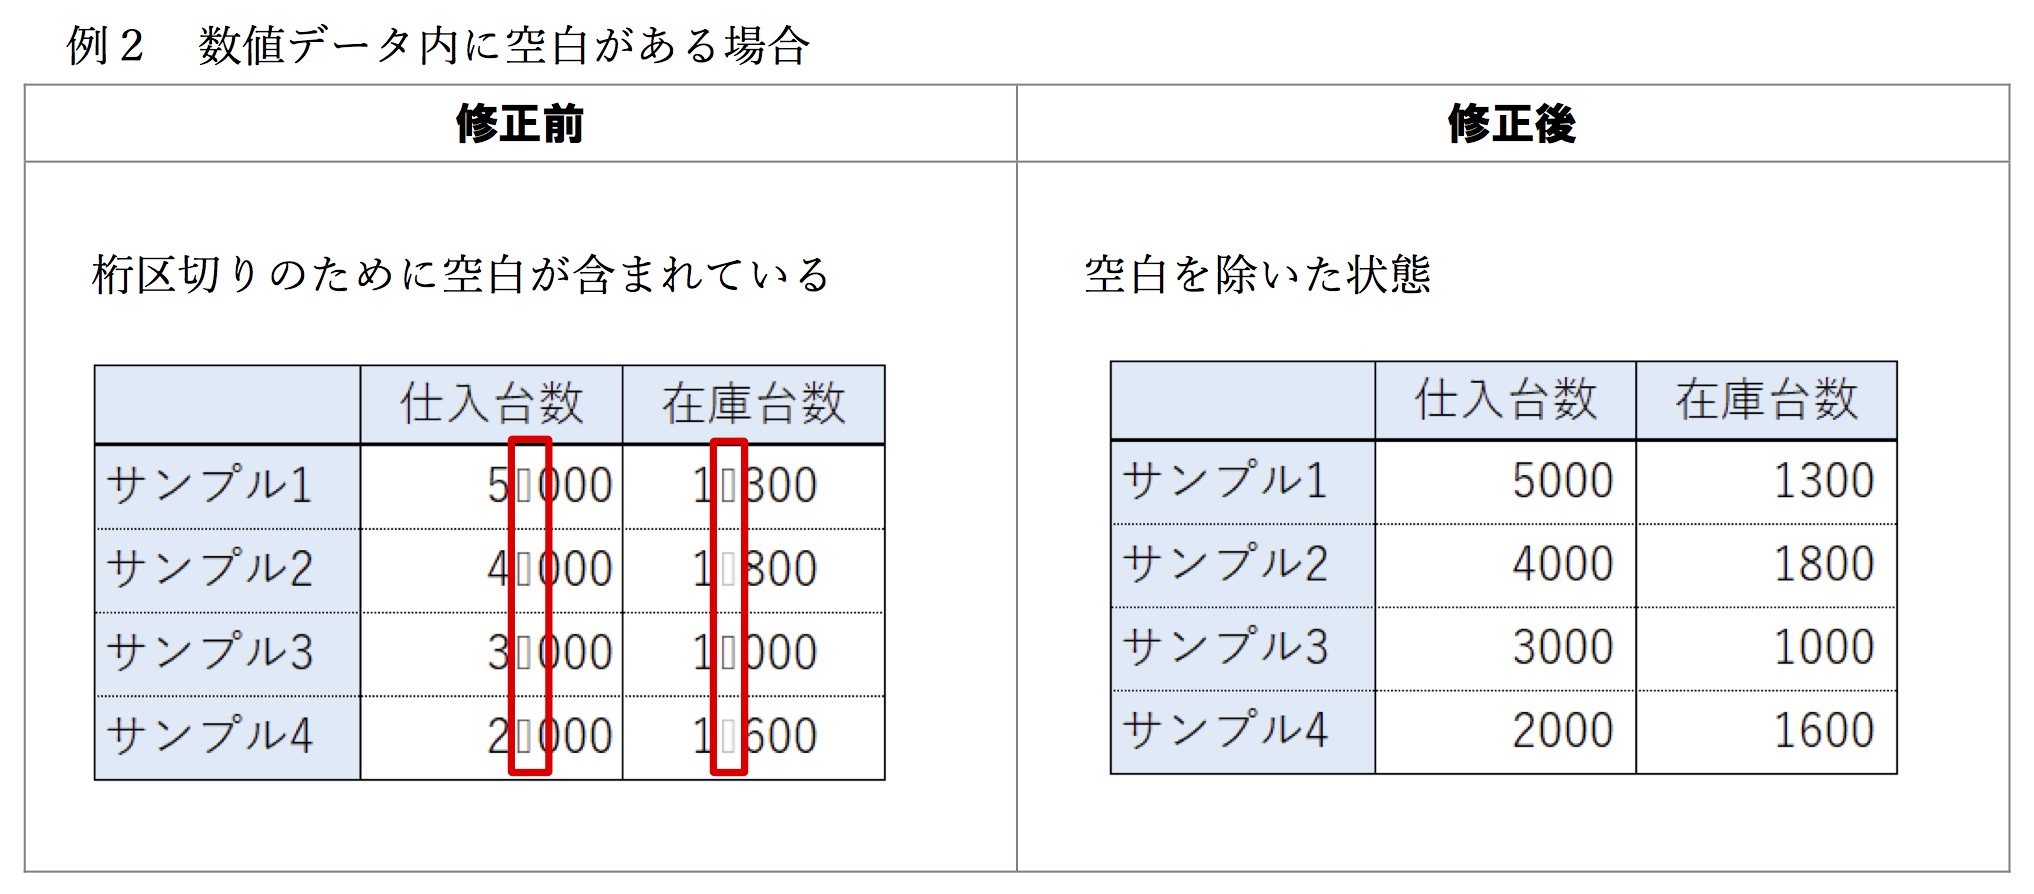 例２　数値データ内に空白がある場合
修正前
修正後
桁区切りのために空白が含まれている
空白を除いた状態
仕入台数 在庫台数
サンプル1 5▯000 1▯300
サンプル2 4▯000 1▯800
サンプル3 3▯000 1▯000
サンプル4 2▯000 1▯600
仕入台数 在庫台数
サンプル1 5000 1300
サンプル2 4000 1800
サンプル3 3000 1000
サンプル4 2000 1600